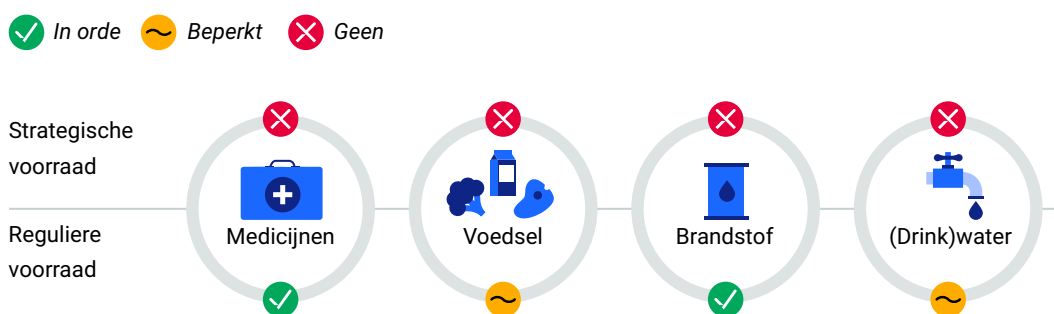 In orde Beperkt Geen
Strategische
voorraad
Reguliere
voorraad
Medicijnen Voedsel Brandstof (Drink)water